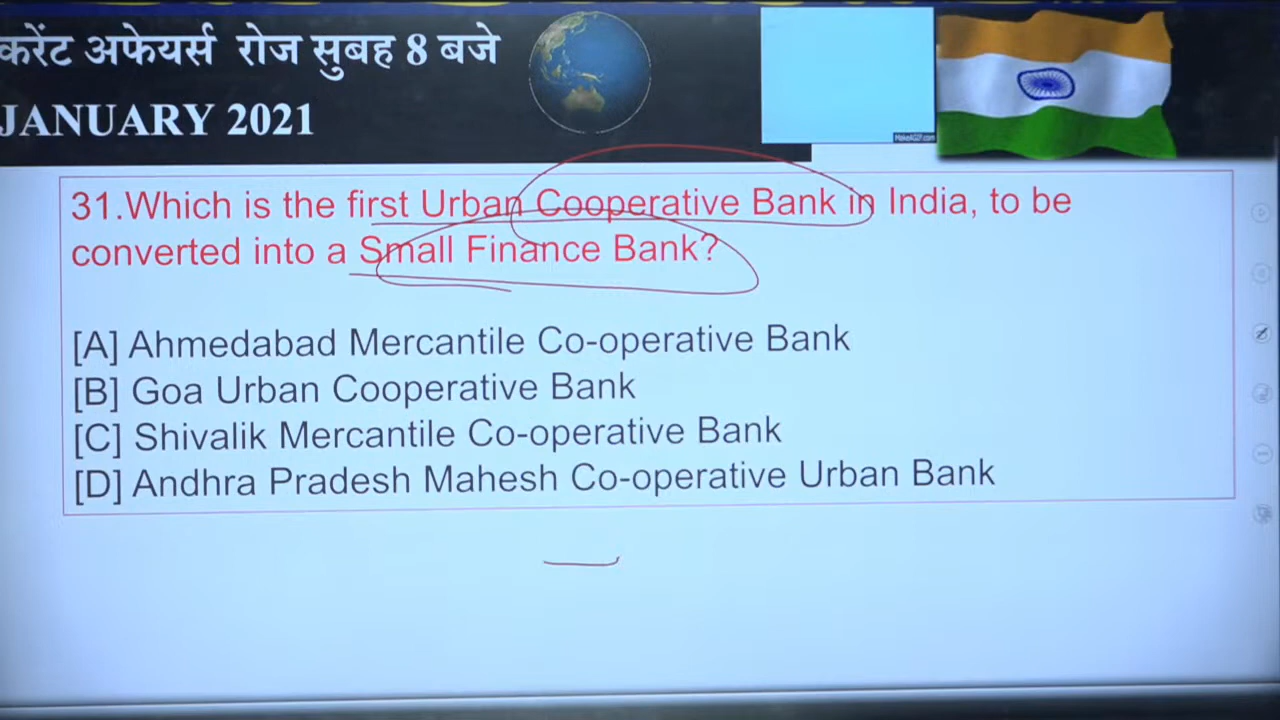 करेंट अफेयर्स रोज सुबह 8 बजे
JANUARY 2021
MakeAGIF.com
31.Which is the first Urban Cooperative Bank in India, to be
converted into a Small Finance Bank?
[A] Ahmedabad Mercantile Co-operative Bank
[B] Goa Urban Cooperative Bank
[C] Shivalik Mercantile Co-operative Bank
[D] Andhra Pradesh Mahesh Co-operative Urban Bank